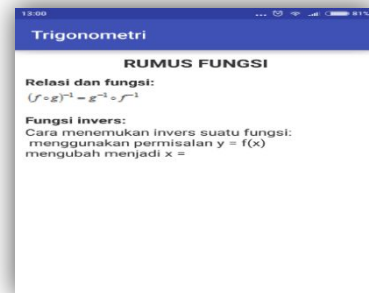 13:00 ... 81%
Trigonometri
RUMUS FUNGSI
Relasi dan fungsi:
(f∘g)⁻¹ = g⁻¹∘f⁻¹
Fungsi invers:
Cara menemukan invers suatu fungsi:
menggunakan permisalan y = f(x)
mengubah menjadi x =